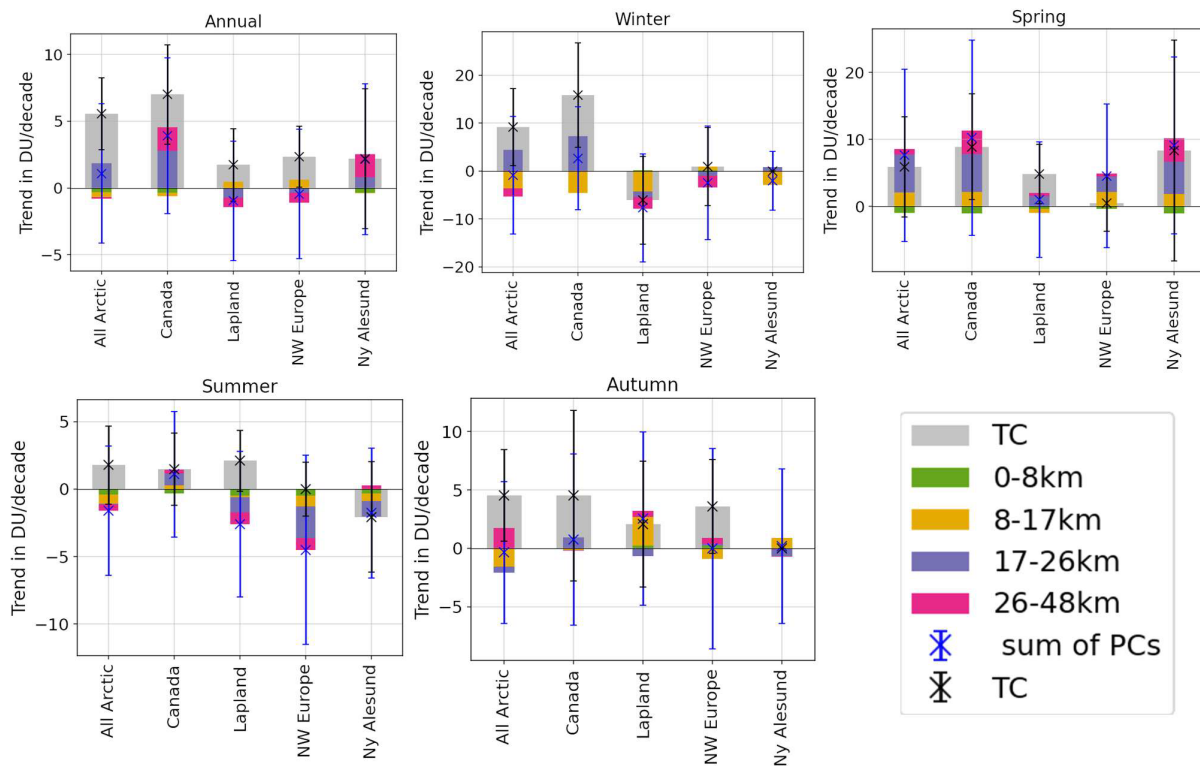 Annual
Trend in DU/decade
10
5
0
−5
All Arctic
Canada
Lapland
NW Europe
Ny Alesund
Winter
Trend in DU/decade
20
10
0
−10
−20
All Arctic
Canada
Lapland
NW Europe
Ny Alesund
Spring
Trend in DU/decade
20
10
0
All Arctic
Canada
Lapland
NW Europe
Ny Alesund
Summer
Trend in DU/decade
5
0
−5
−10
All Arctic
Canada
Lapland
NW Europe
Ny Alesund
Autumn
Trend in DU/decade
10
5
0
−5
All Arctic
Canada
Lapland
NW Europe
Ny Alesund
TC
0-8km
8-17km
17-26km
26-48km
sum of PCs
TC